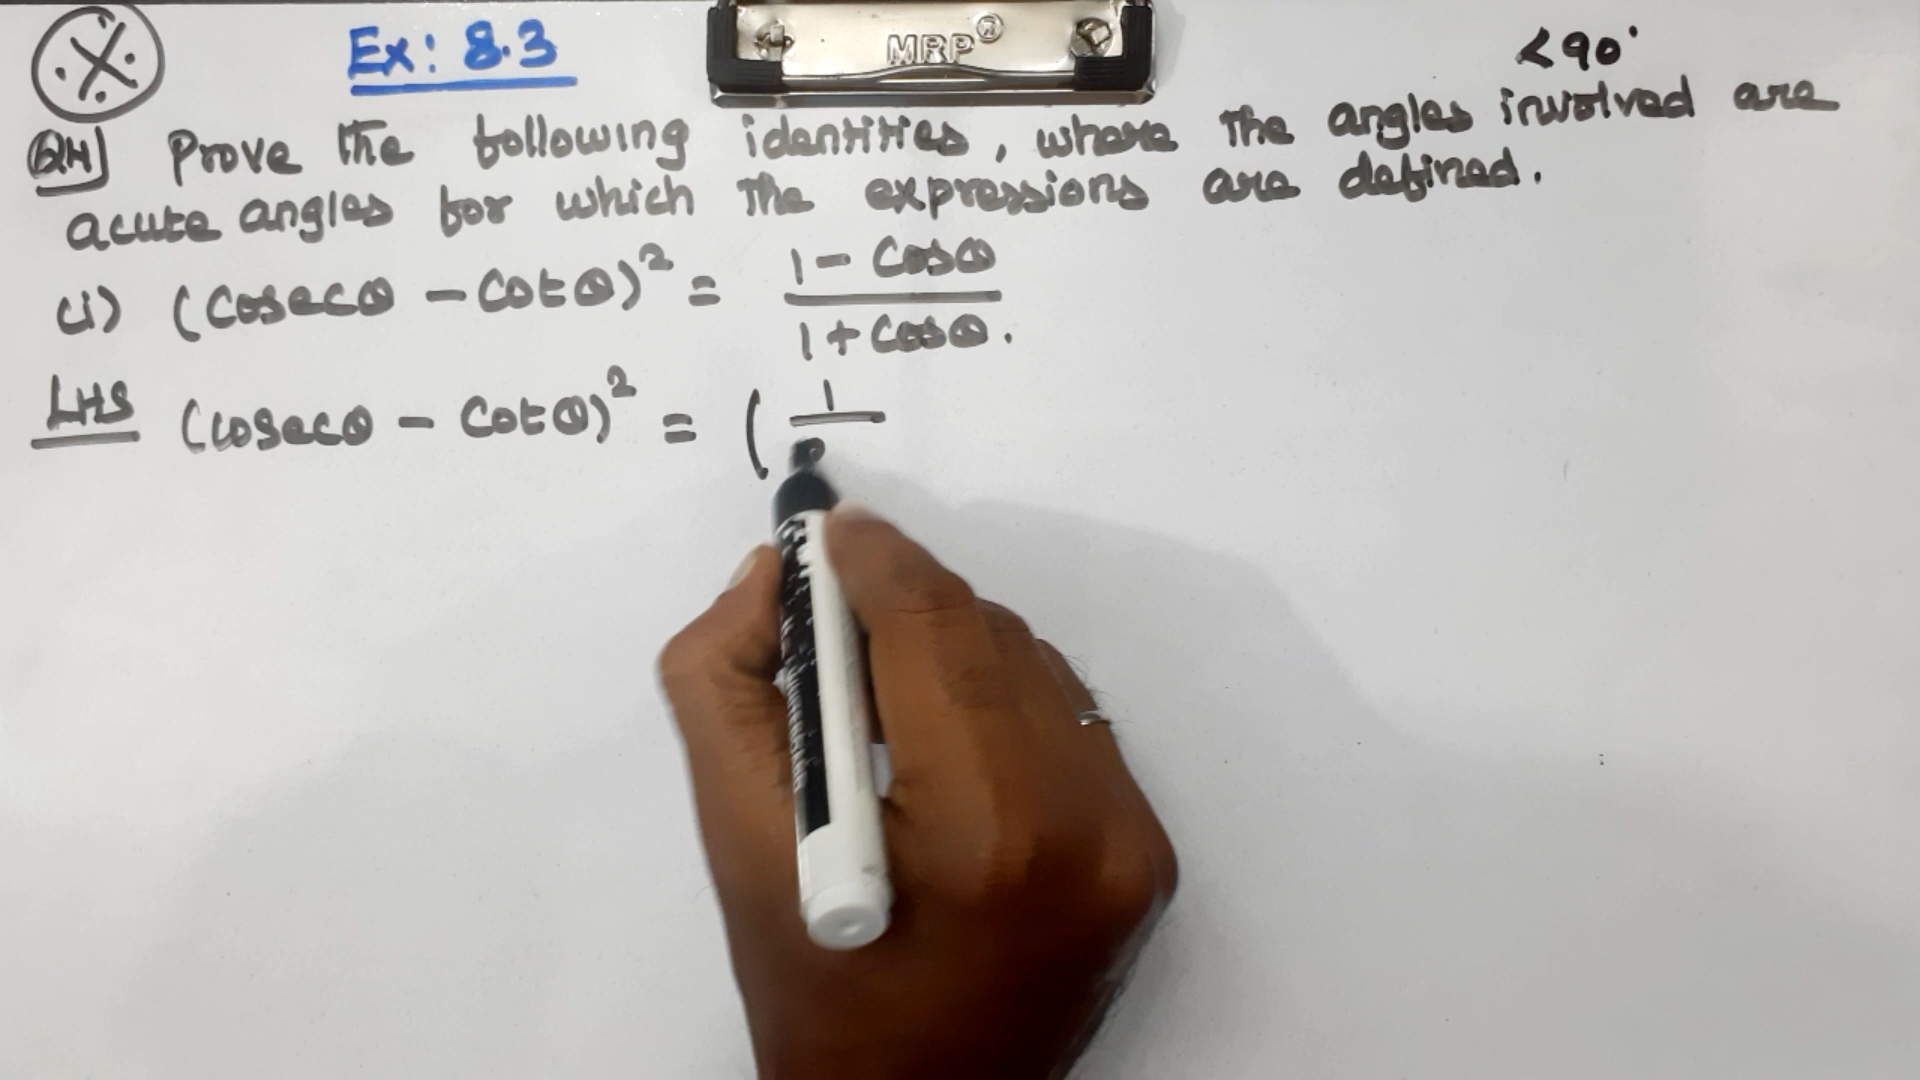 Ex: 8.3
MRP®
<90°
Q4) Prove the following identities, where the angles involved are
acute angles for which the expressions are defined.
(i) (Cosecθ - Cotθ)² = 1 - Cosθ / 1 + Cosθ.
LHS (Cosecθ - Cotθ)² = ( 1 /